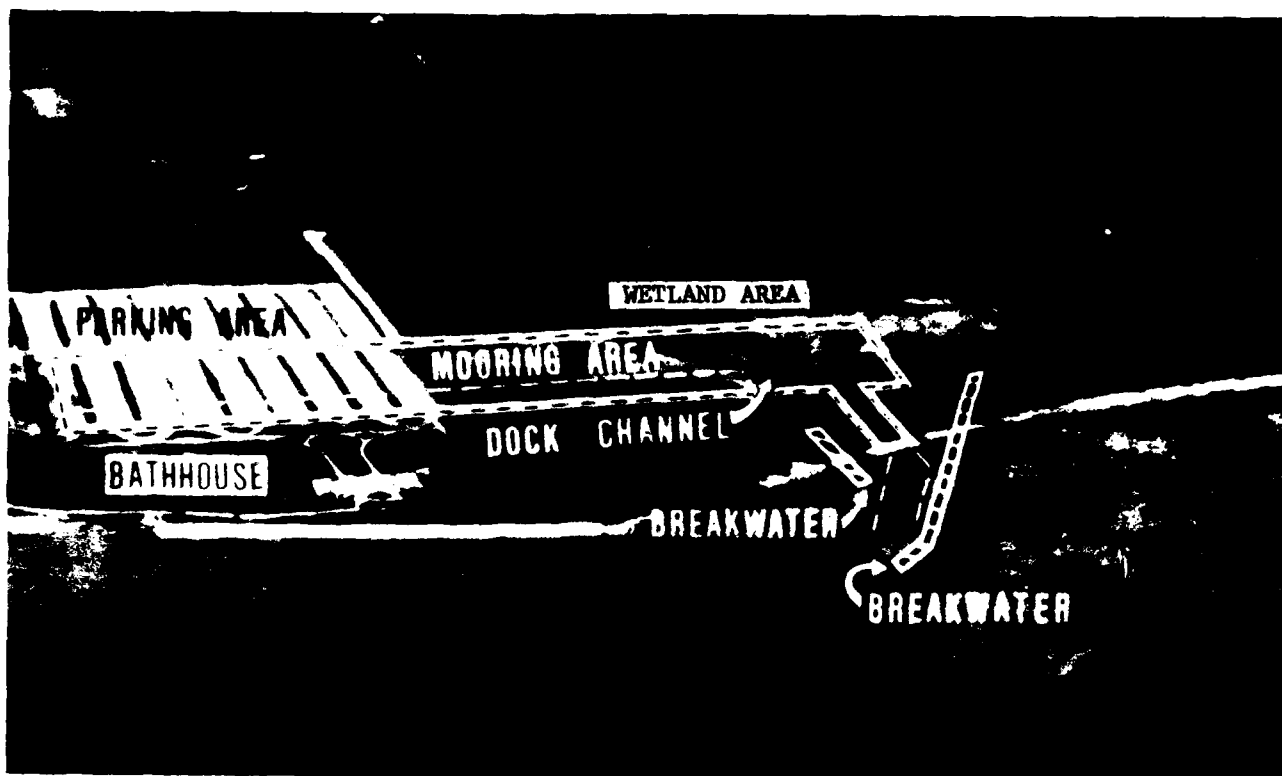 WETLAND AREA
PARKING AREA
MOORING AREA
DOCK CHANNEL
BATHHOUSE
BREAKWATER
BREAKWATER